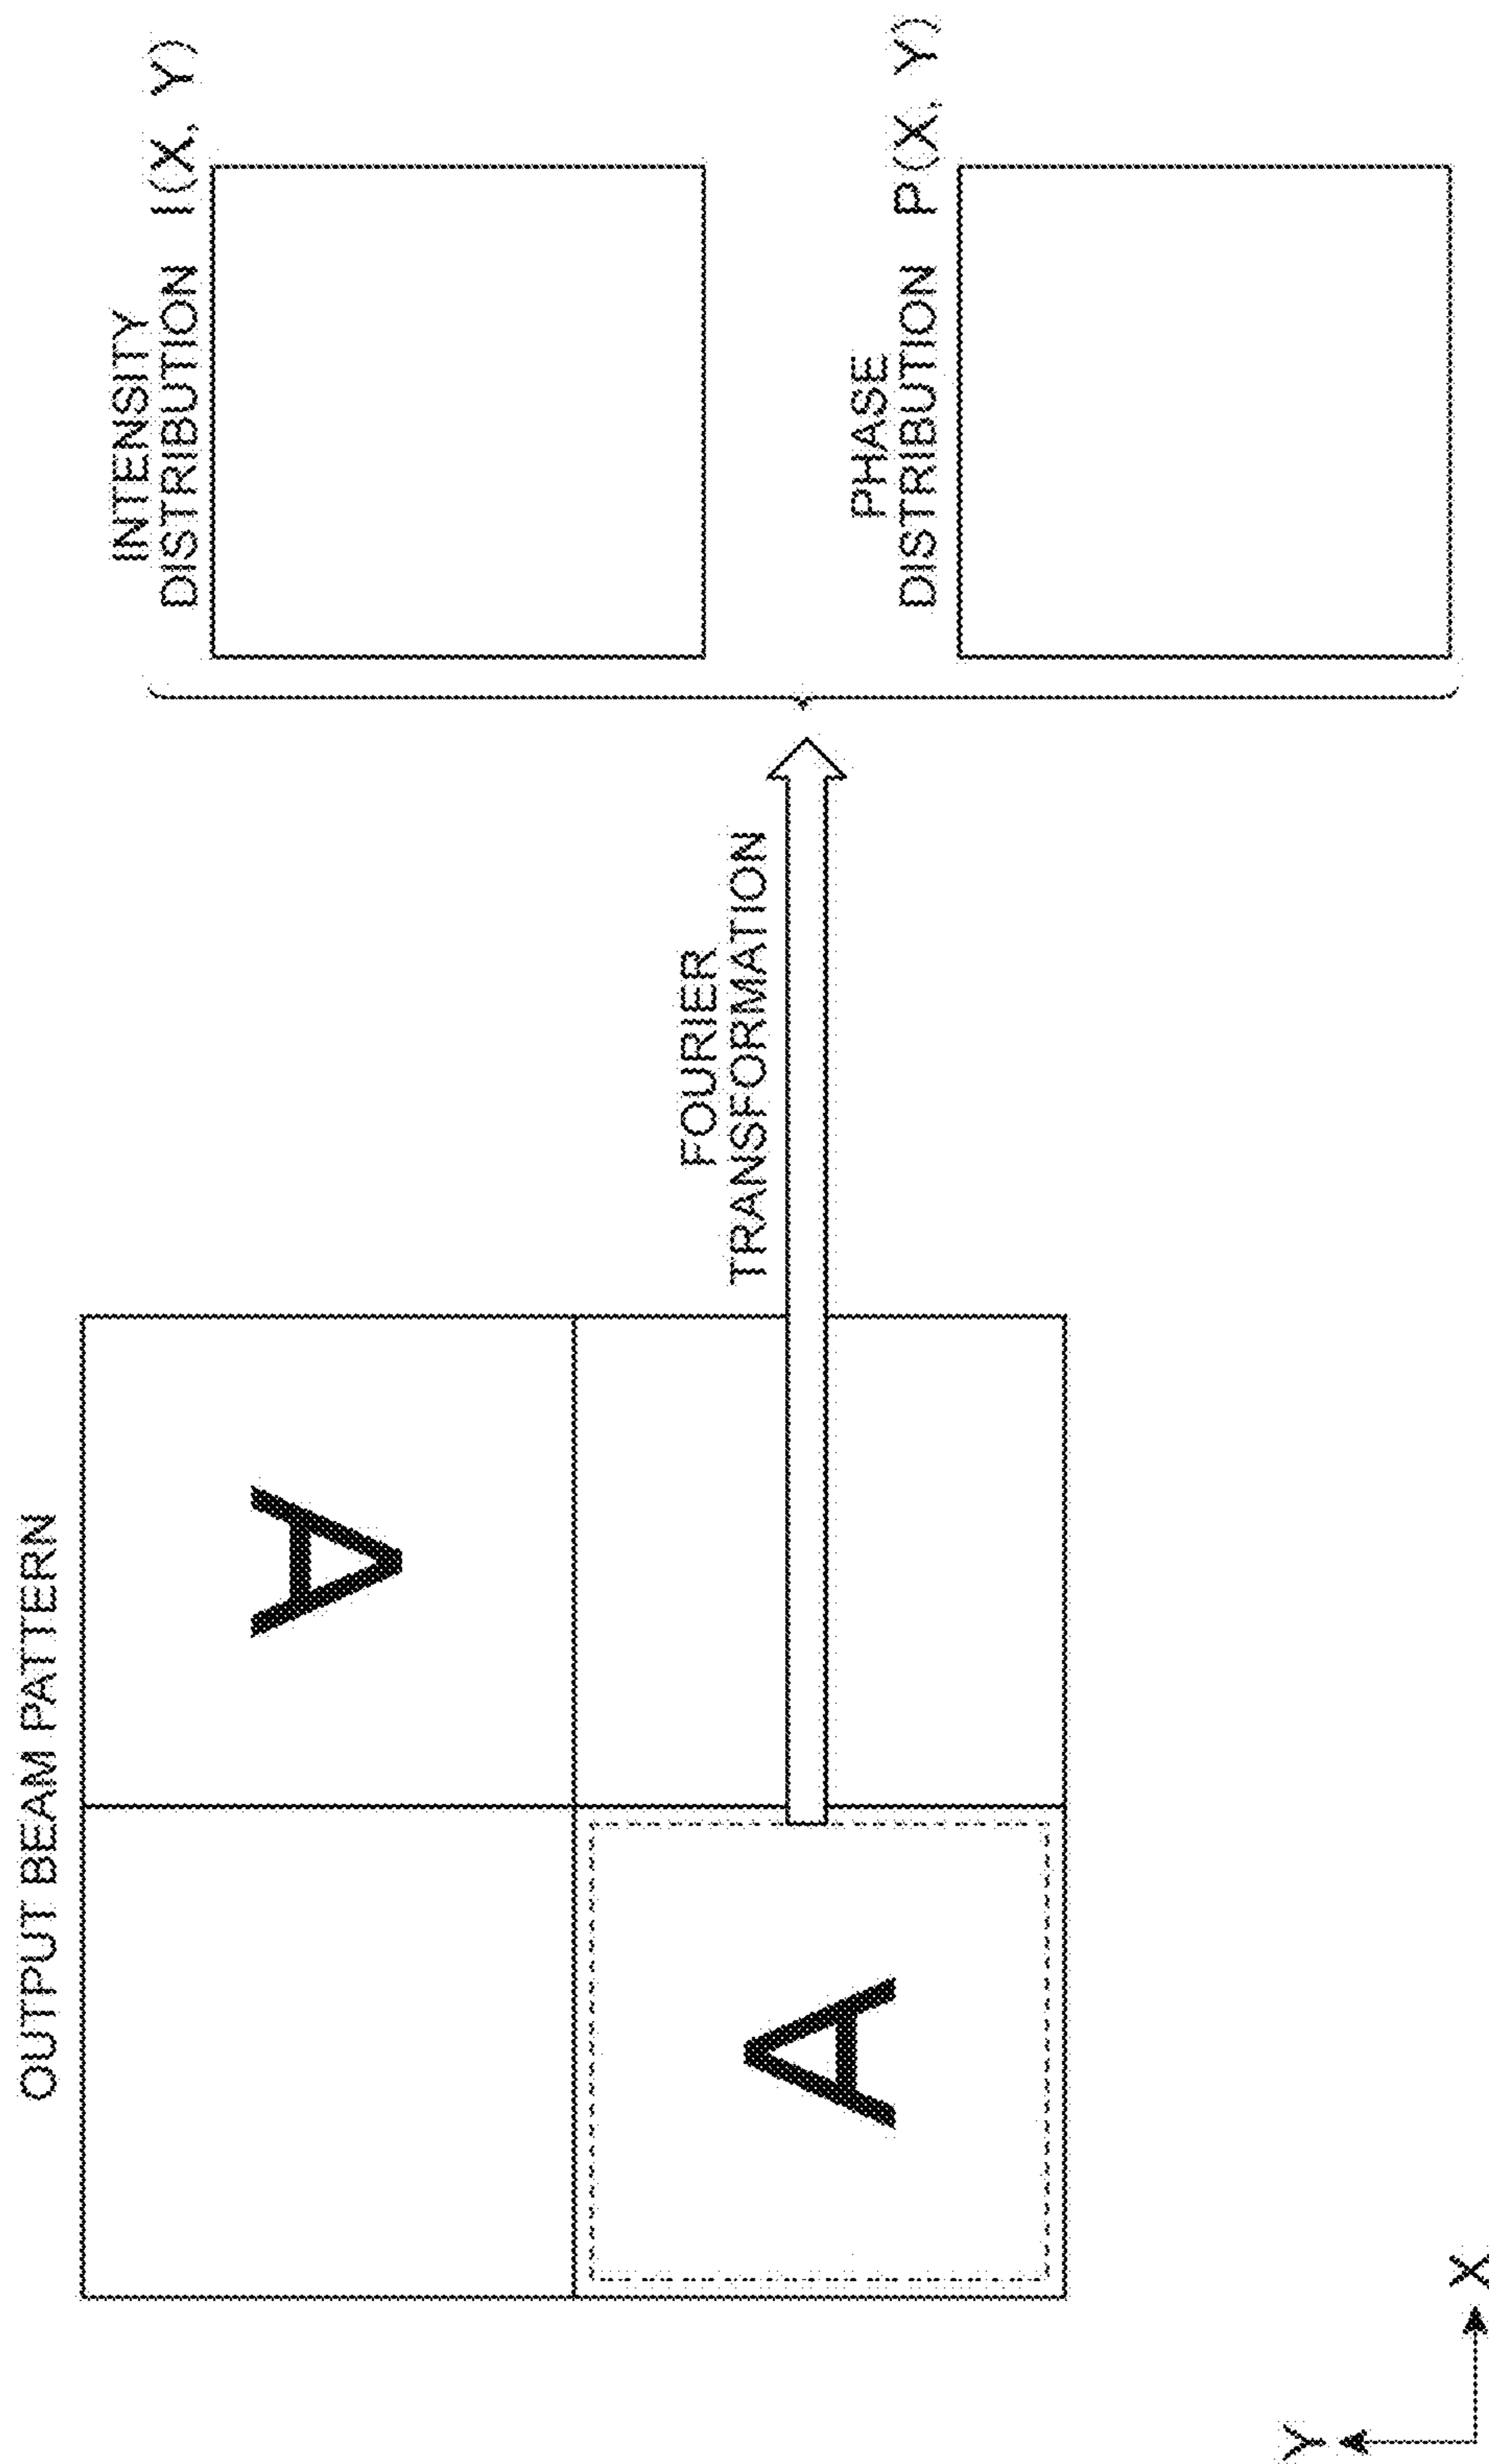 OUTPUT BEAM PATTERN
A
A
FOURIER
TRANSFORMATION
INTENSITY
DISTRIBUTION I(X, Y)
PHASE
DISTRIBUTION P(X, Y)
Y
X